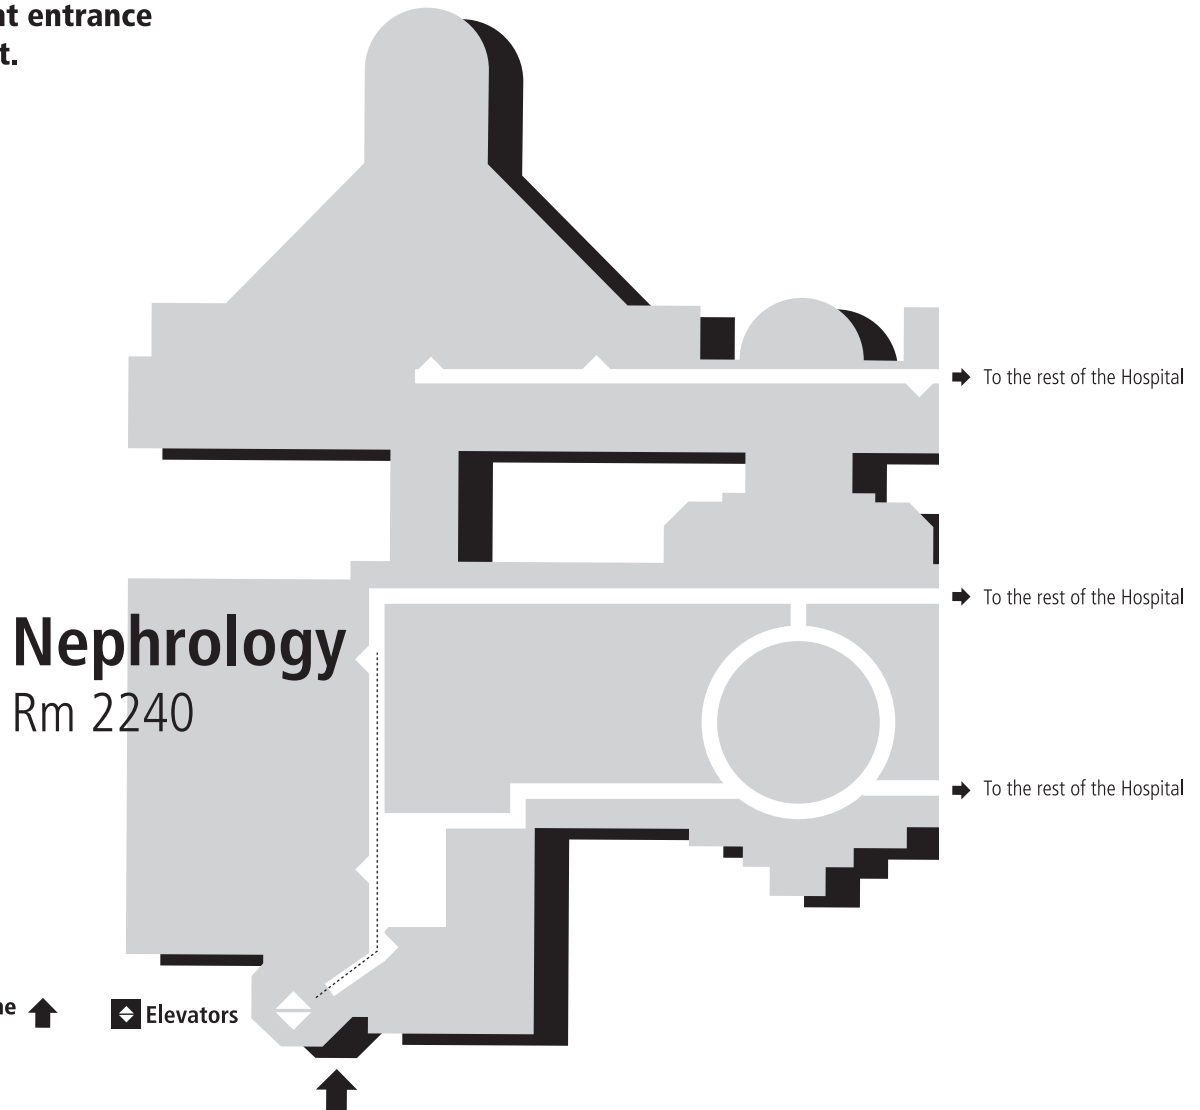 entrance
To the rest of the Hospital
To the rest of the Hospital
Nephrology
Rm 2240
To the rest of the Hospital
Elevators